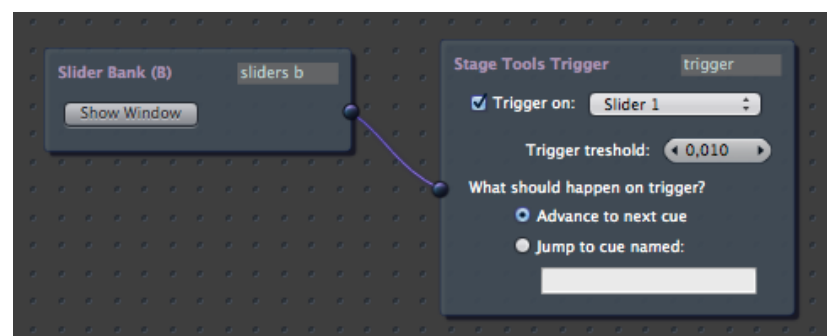 Slider Bank (B) sliders b
Show Window
Stage Tools Trigger trigger
Trigger on: Slider 1
Trigger treshold: 0,010
What should happen on trigger?
Advance to next cue
Jump to cue named: